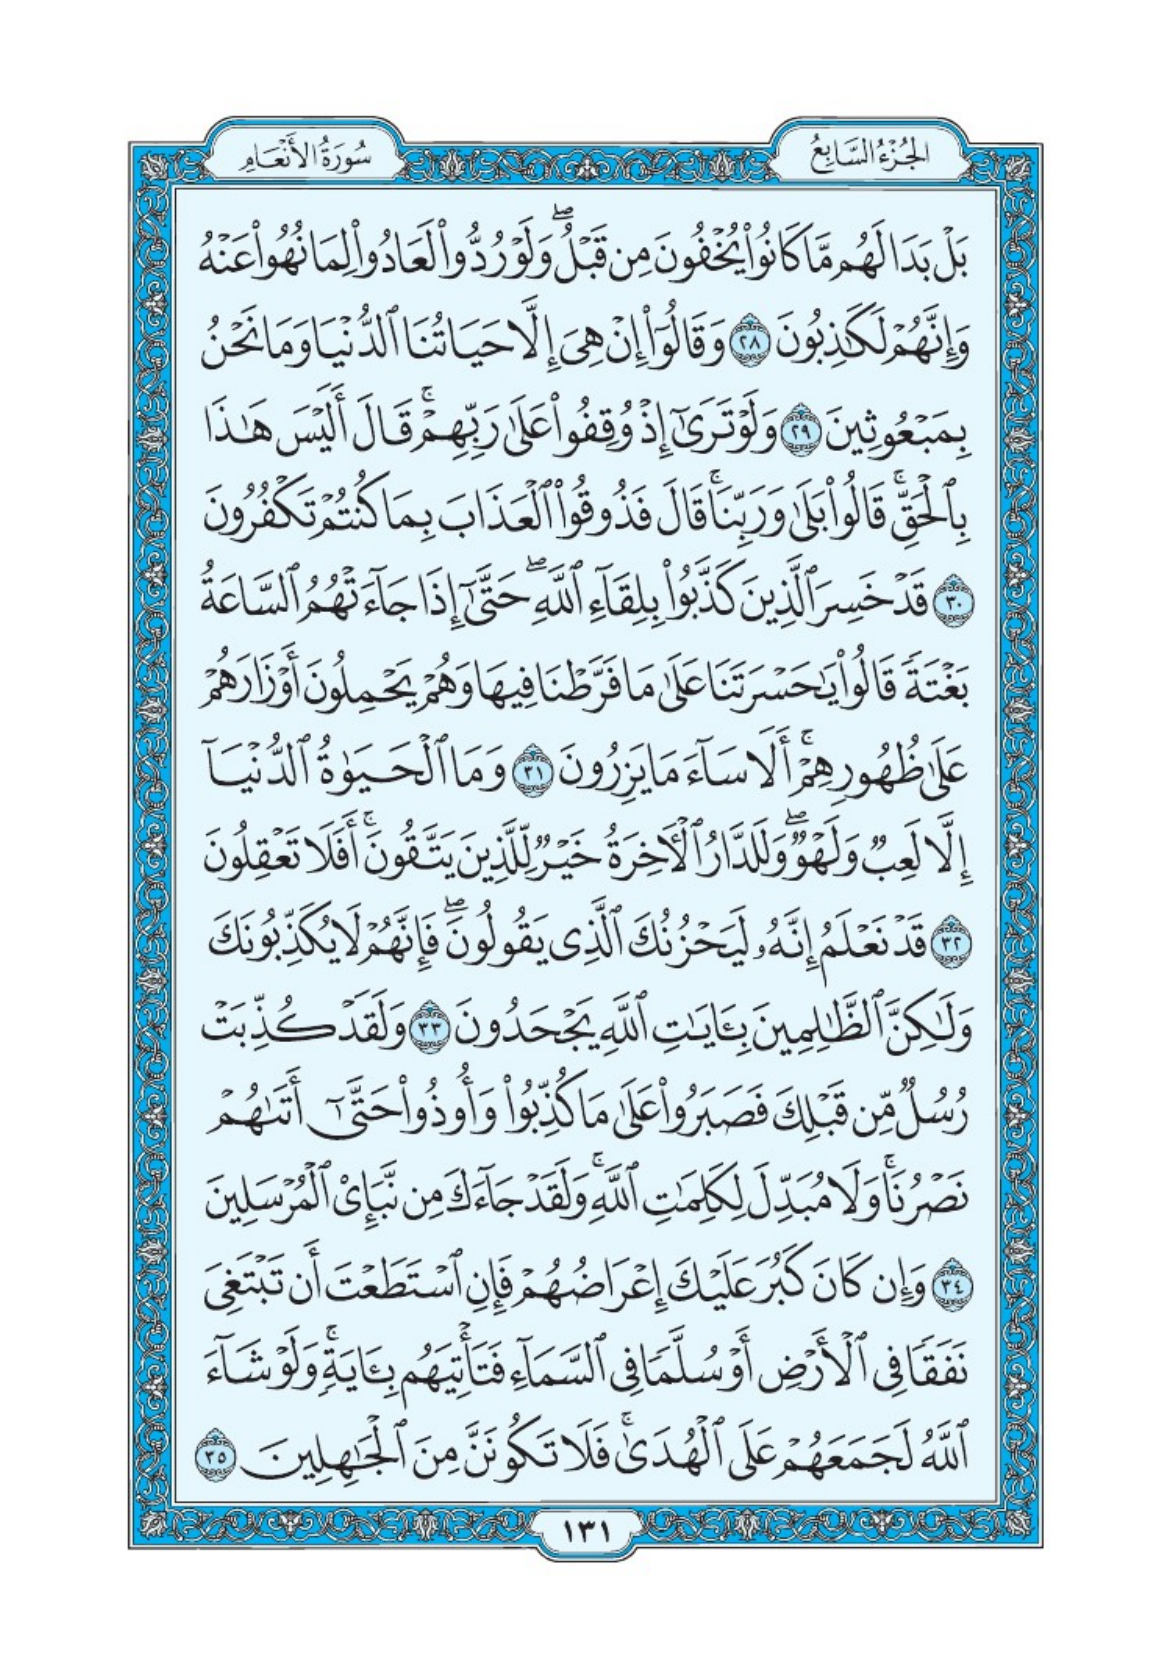 الجُزْءُ السَّابِعُ
سُورَةُ الأَنْعَام
بَلْ بَدَا لَهُم مَّا كَانُوا۟ يُخْفُونَ مِن قَبْلُ ۖ وَلَوْ رُدُّوا۟ لَعَادُوا۟ لِمَا نُهُوا۟ عَنْهُ
وَإِنَّهُمْ لَكَـٰذِبُونَ ٢٨ وَقَالُوٓا۟ إِنْ هِىَ إِلَّا حَيَاتُنَا ٱلدُّنْيَا وَمَا نَحْنُ
بِمَبْعُوثِينَ ٢٩ وَلَوْ تَرَىٰٓ إِذْ وُقِفُوا۟ عَلَىٰ رَبِّهِمْ ۚ قَالَ أَلَيْسَ هَـٰذَا
بِٱلْحَقِّ ۚ قَالُوا۟ بَلَىٰ وَرَبِّنَا ۚ قَالَ فَذُوقُوا۟ ٱلْعَذَابَ بِمَا كُنتُمْ تَكْفُرُونَ
٣٠ قَدْ خَسِرَ ٱلَّذِينَ كَذَّبُوا۟ بِلِقَآءِ ٱللَّهِ ۖ حَتَّىٰٓ إِذَا جَآءَتْهُمُ ٱلسَّاعَةُ
بَغْتَةً قَالُوا۟ يَـٰحَسْرَتَنَا عَلَىٰ مَا فَرَّطْنَا فِيهَا وَهُمْ يَحْمِلُونَ أَوْزَارَهُمْ
عَلَىٰ ظُهُورِهِمْ ۚ أَلَا سَآءَ مَا يَزِرُونَ ٣١ وَمَا ٱلْحَيَوٰةُ ٱلدُّنْيَآ
إِلَّا لَعِبٌ وَلَهْوٌ ۖ وَلَلدَّارُ ٱلْـَٔاخِرَةُ خَيْرٌ لِّلَّذِينَ يَتَّقُونَ ۚ أَفَلَا تَعْقِلُونَ
٣٢ قَدْ نَعْلَمُ إِنَّهُۥ لَيَحْزُنُكَ ٱلَّذِى يَقُولُونَ ۖ فَإِنَّهُمْ لَا يُكَذِّبُونَكَ
وَلَـٰكِنَّ ٱلظَّـٰلِمِينَ بِـَٔايَـٰتِ ٱللَّهِ يَجْحَدُونَ ٣٣ وَلَقَدْ كُذِّبَتْ
رُسُلٌ مِّن قَبْلِكَ فَصَبَرُوا۟ عَلَىٰ مَا كُذِّبُوا۟ وَأُوذُوا۟ حَتَّىٰٓ أَتَىٰهُمْ
نَصْرُنَا ۚ وَلَا مُبَدِّلَ لِكَلِمَـٰتِ ٱللَّهِ ۚ وَلَقَدْ جَآءَكَ مِن نَّبَإِى۟ ٱلْمُرْسَلِينَ
٣٤ وَإِن كَانَ كَبُرَ عَلَيْكَ إِعْرَاضُهُمْ فَإِنِ ٱسْتَطَعْتَ أَن تَبْتَغِىَ
نَفَقًا فِى ٱلْأَرْضِ أَوْ سُلَّمًا فِى ٱلسَّمَآءِ فَتَأْتِيَهُم بِـَٔايَةٍ ۚ وَلَوْ شَآءَ
ٱللَّهُ لَجَمَعَهُمْ عَلَى ٱلْهُدَىٰ ۚ فَلَا تَكُونَنَّ مِنَ ٱلْجَـٰهِلِينَ ٣٥
١٣١